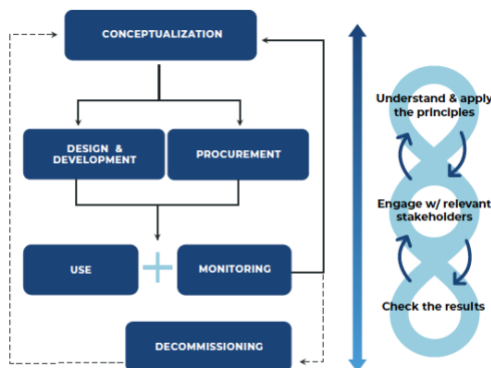 CONCEPTUALIZATION
DESIGN &
DEVELOPMENT
PROCUREMENT
USE
MONITORING
DECOMMISSIONING
Understand & apply
the principles
Engage w/ relevant
stakeholders
Check the results